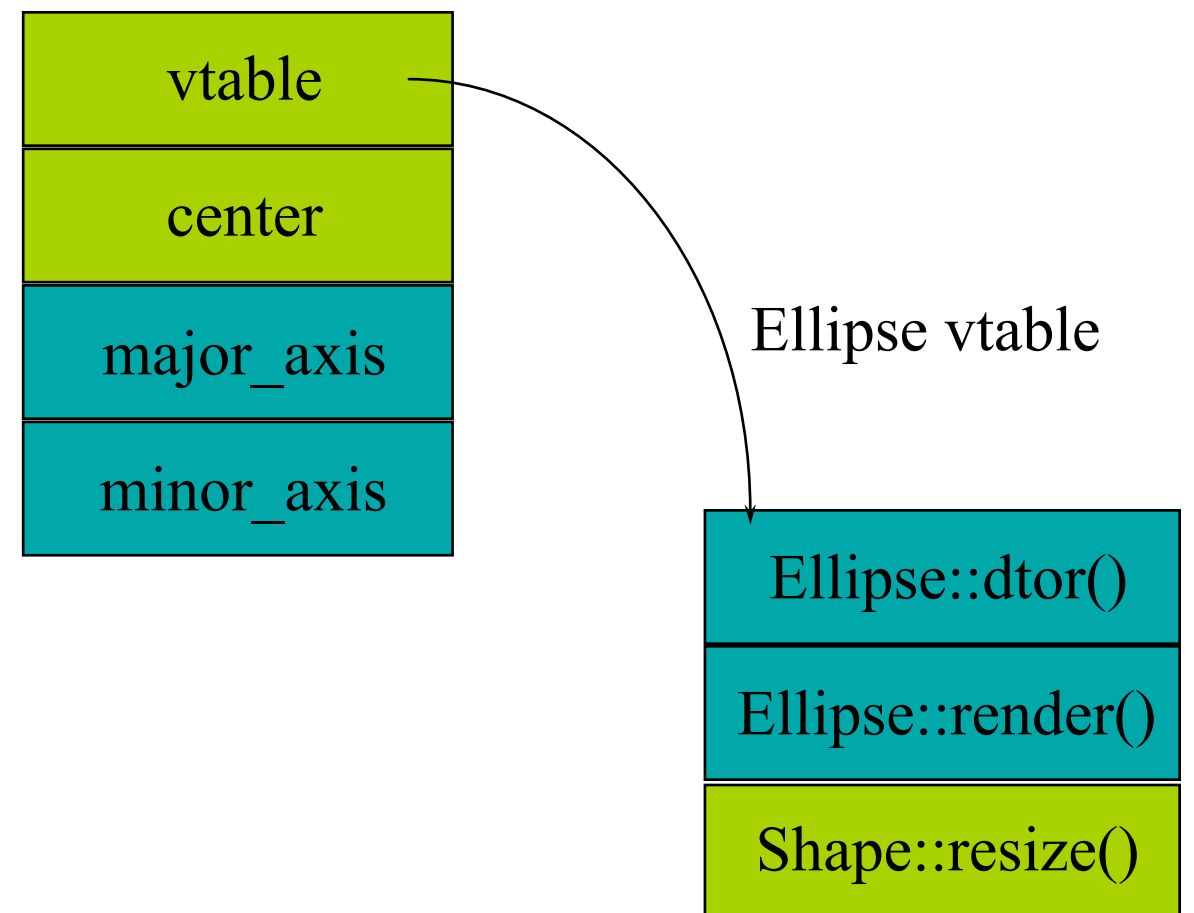 vtable
center
major_axis
minor_axis
Ellipse vtable
Ellipse::dtor()
Ellipse::render()
Shape::resize()